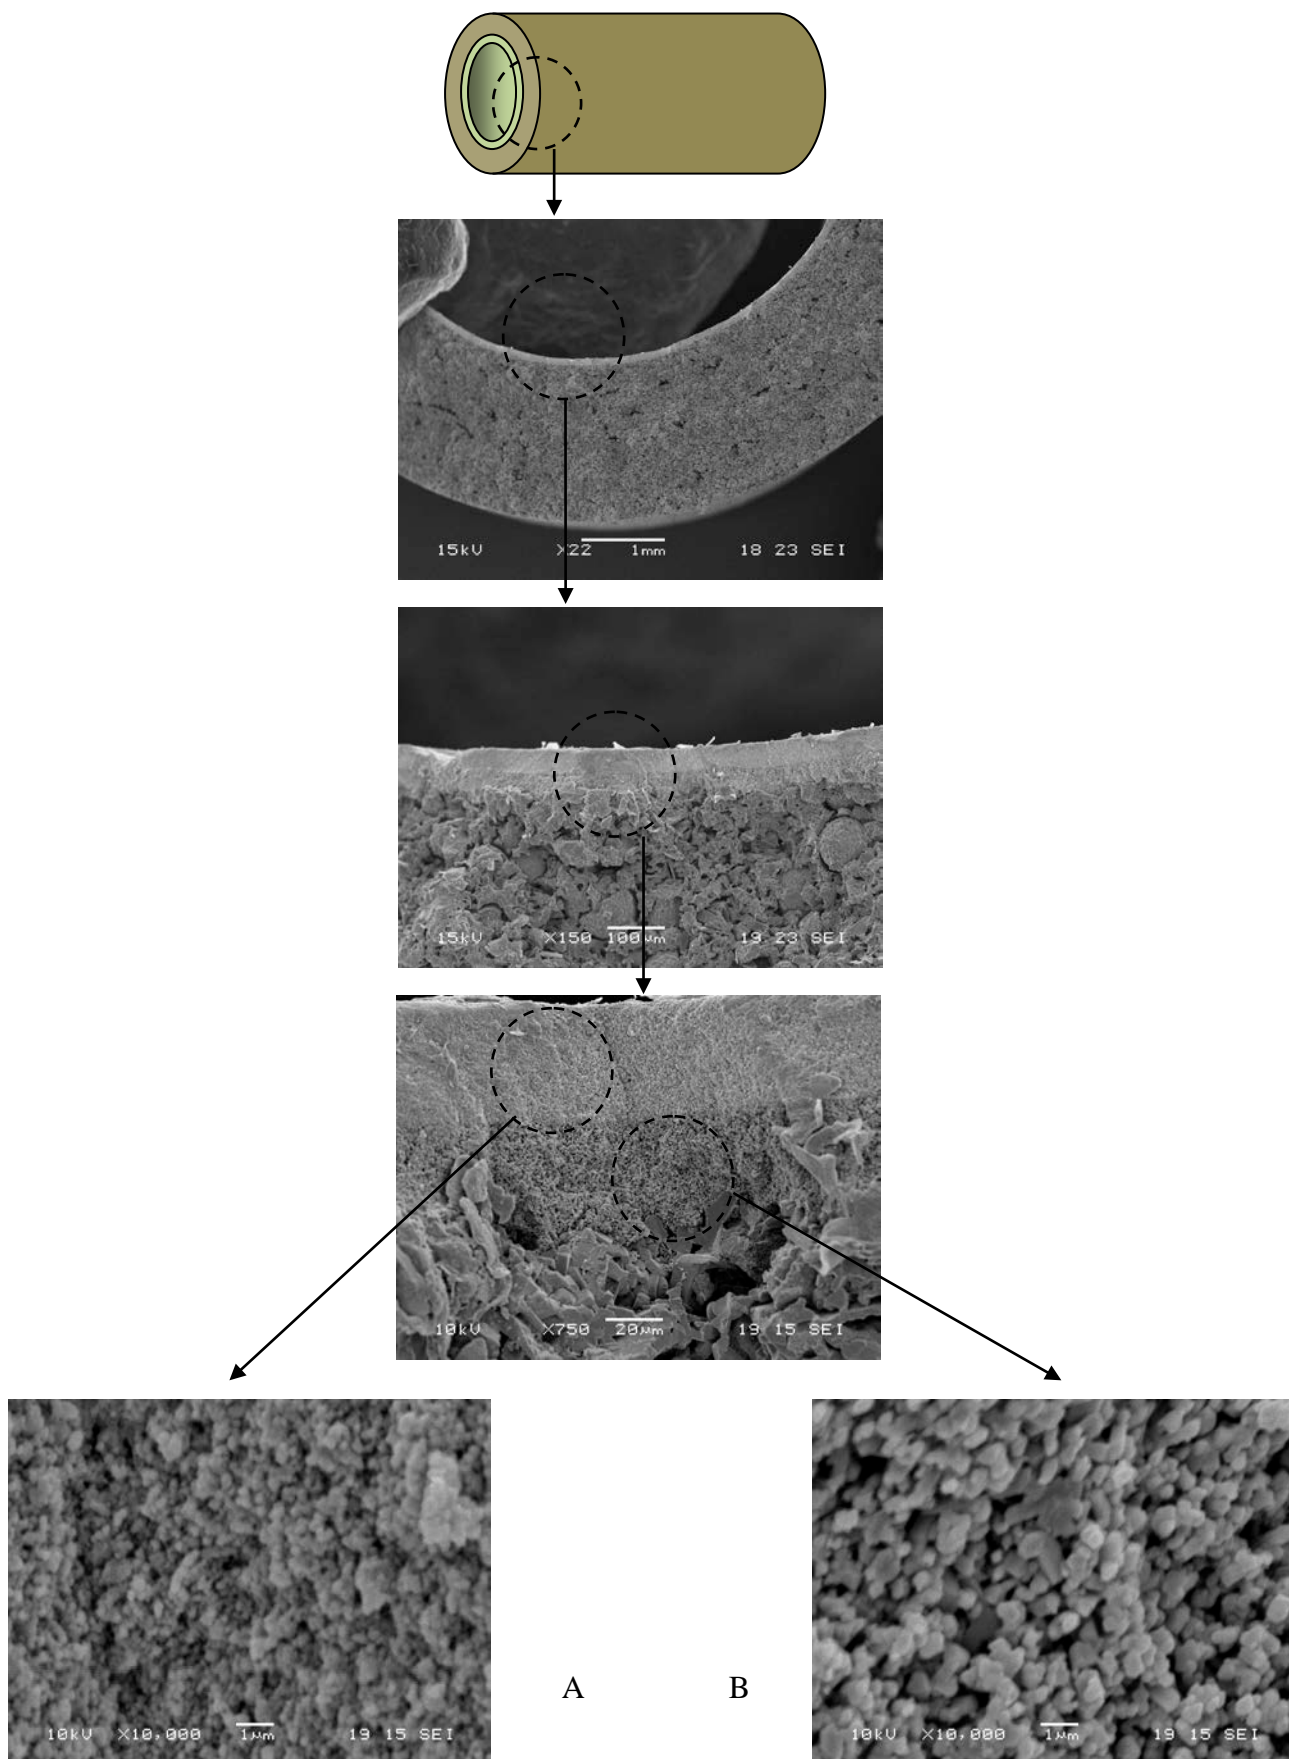 15kV X22 1mm 18 23 SEI
15kV X150 100μm 19 23 SEI
10kV X750 20μm 19 15 SEI
A B
10kV X10,000 1μm 19 15 SEI
10kV X10,000 1μm 19 15 SEI